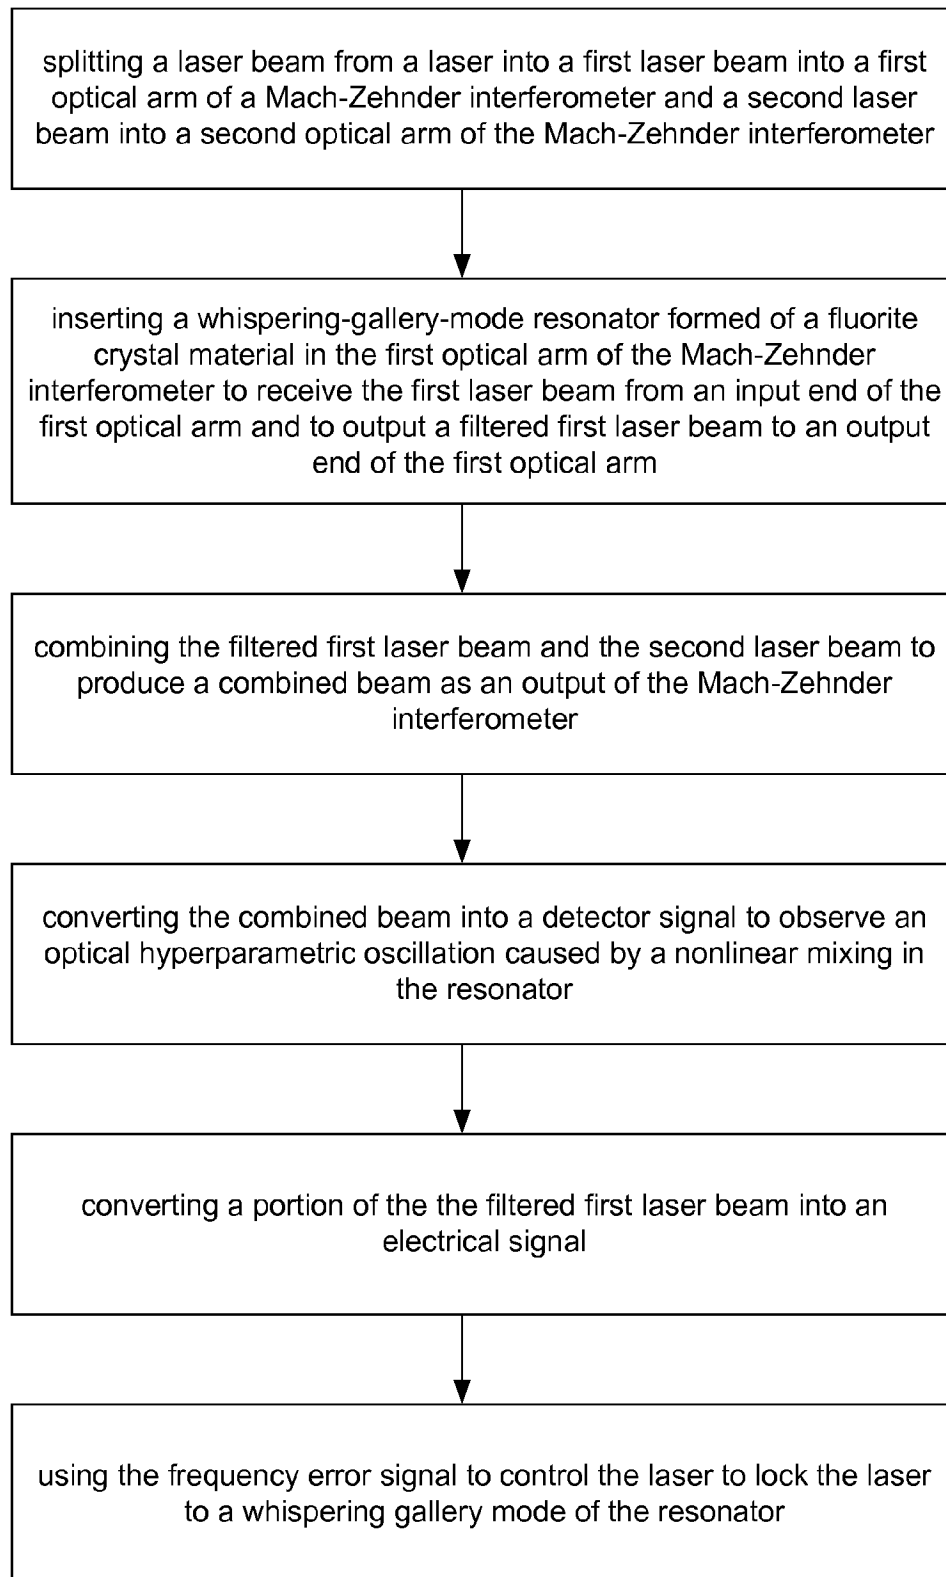 splitting a laser beam from a laser into a first laser beam into a first
optical arm of a Mach-Zehnder interferometer and a second laser
beam into a second optical arm of the Mach-Zehnder interferometer
inserting a whispering-gallery-mode resonator formed of a fluorite
crystal material in the first optical arm of the Mach-Zehnder
interferometer to receive the first laser beam from an input end of the
first optical arm and to output a filtered first laser beam to an output
end of the first optical arm
combining the filtered first laser beam and the second laser beam to
produce a combined beam as an output of the Mach-Zehnder
interferometer
converting the combined beam into a detector signal to observe an
optical hyperparametric oscillation caused by a nonlinear mixing in
the resonator
converting a portion of the the filtered first laser beam into an
electrical signal
using the frequency error signal to control the laser to lock the laser
to a whispering gallery mode of the resonator